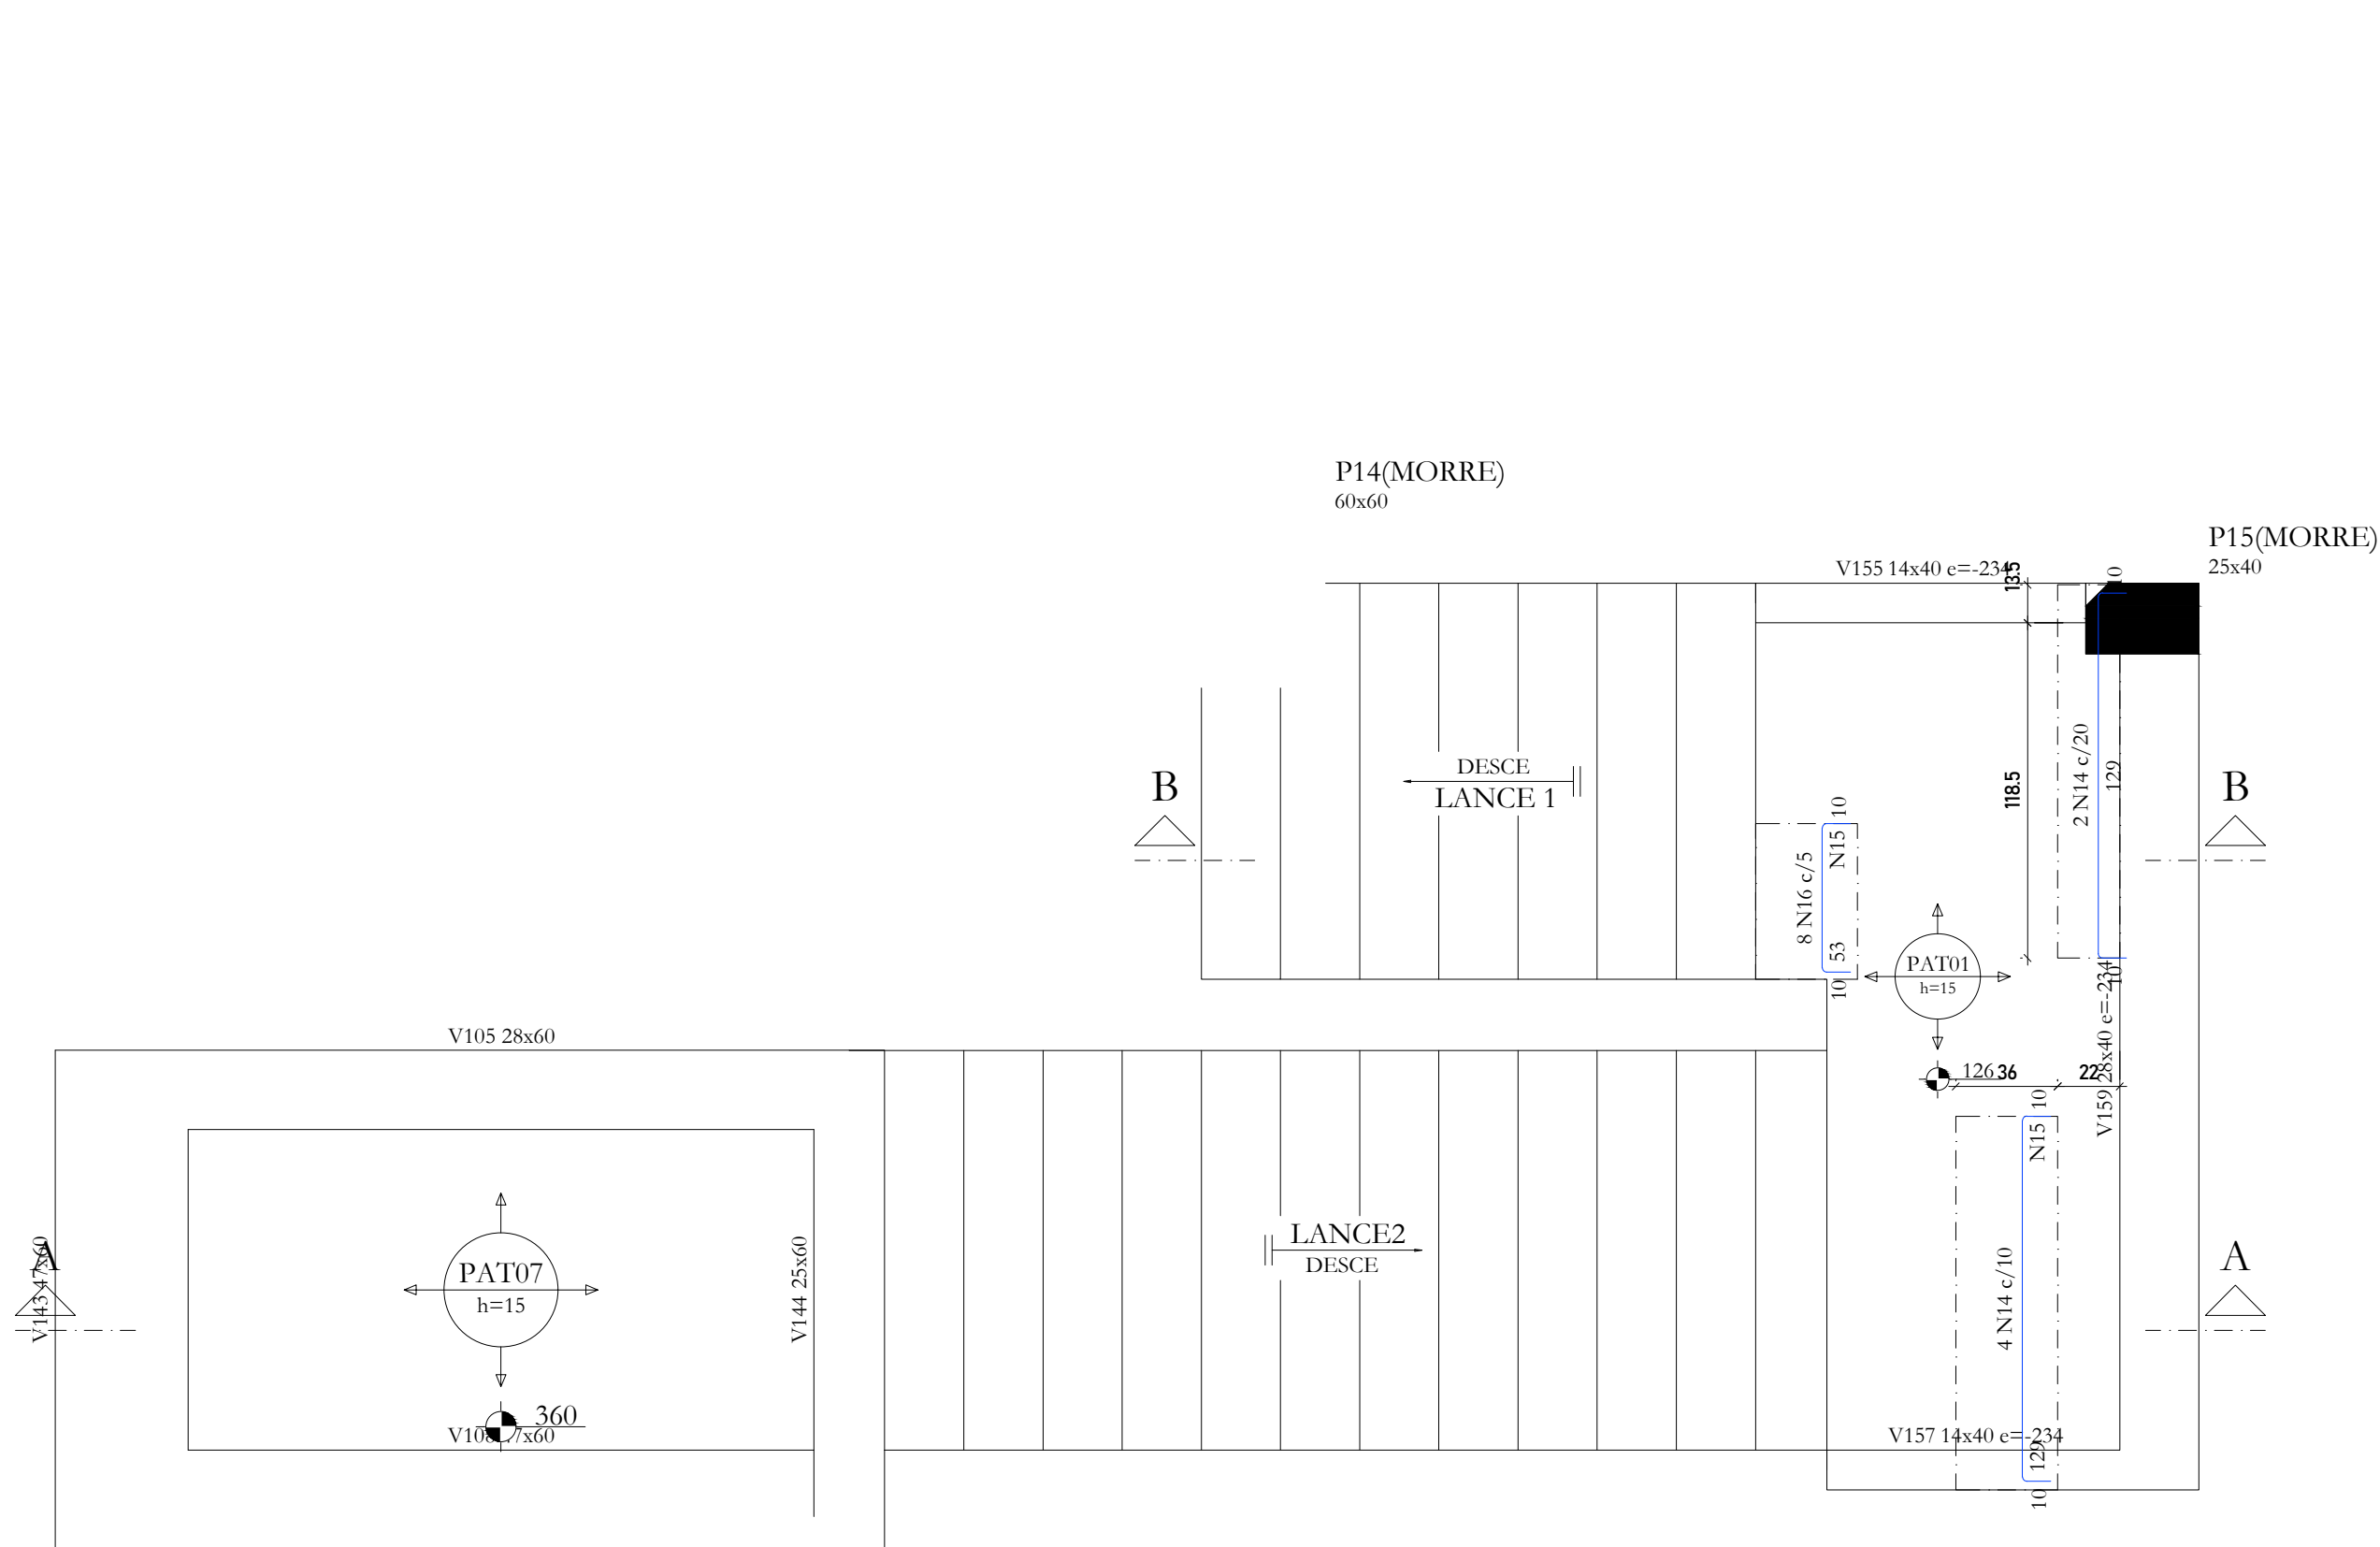 P14(MORRE)
60x60
P15(MORRE)
25x40
V155 14x40 e=-234
13.5
10
B
DESCE
LANCE 1
118.5
2 N14 c/20
129
B
10
N15
8 N16 c/5
53
10
PAT01
h=15
10
V159 28x40 e=-234
V105 28x60
126
36
22
10
N15
LANCE2
DESCE
4 N14 c/10
A
V143 47x60
PAT07
h=15
V144 25x60
A
360
V157 14x40 e=-234
129
10